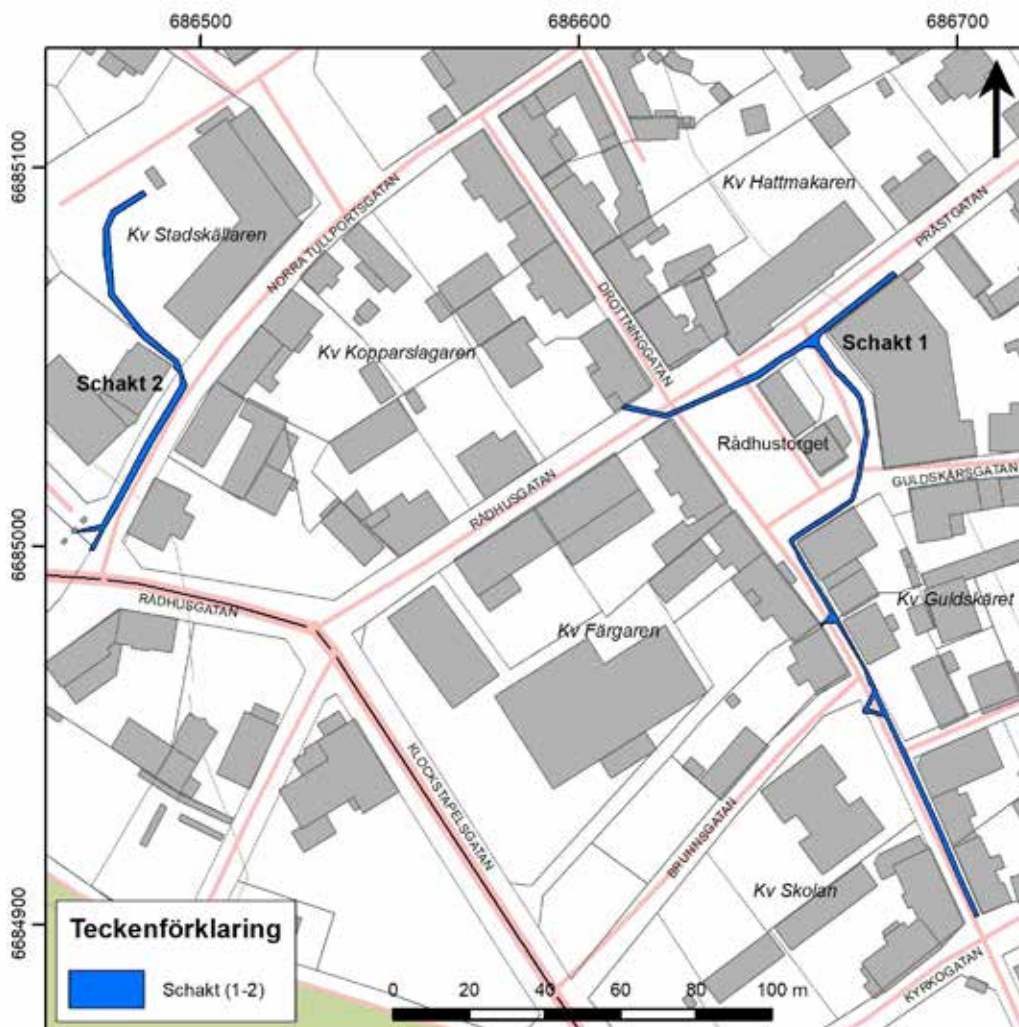 686500
686600
686700
6685100
6685000
6684900
Kv Hattmakaren
PRÄSTGATAN
Kv Stadskällaren
NORRA TULLPORTSGATAN
DROTTNINGGATAN
Kv Kopparslagaren
Schakt 1
Schakt 2
Rådhustorget
RÅDHUSGATAN
GULDSKÄRSGATAN
Kv Guldskäret
RÅDHUSGATAN
Kv Färgaren
KLOCKSTAPELSGATAN
BRUNNSGATAN
Kv Skolan
KYRKOGATAN
Teckenförklaring
Schakt (1-2)
0 20 40 60 80 100 m